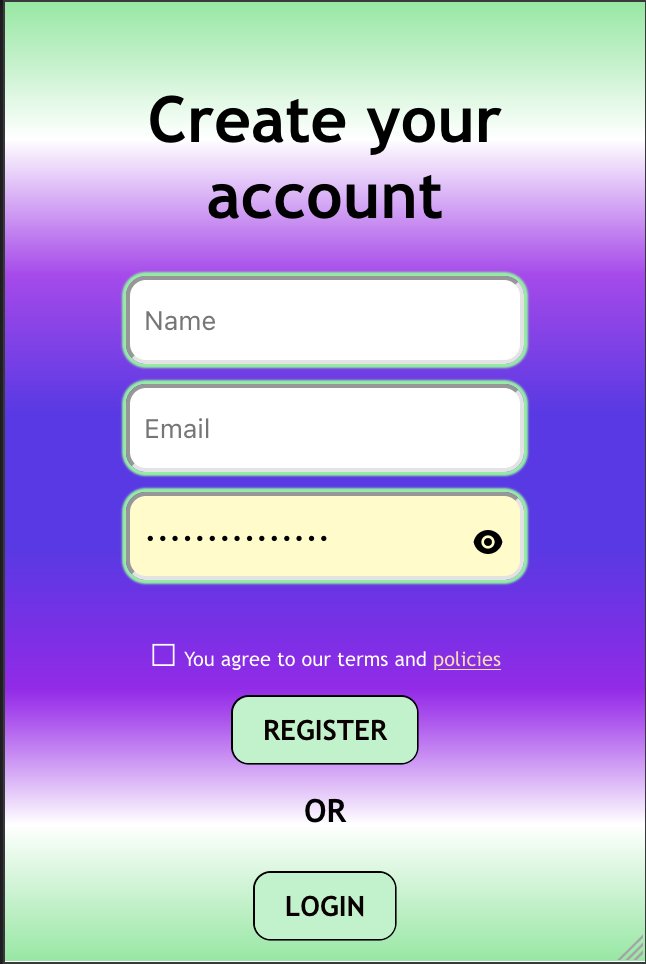 Create your
account
Name
Email
•••••••••••••••
You agree to our terms and policies
REGISTER
OR
LOGIN